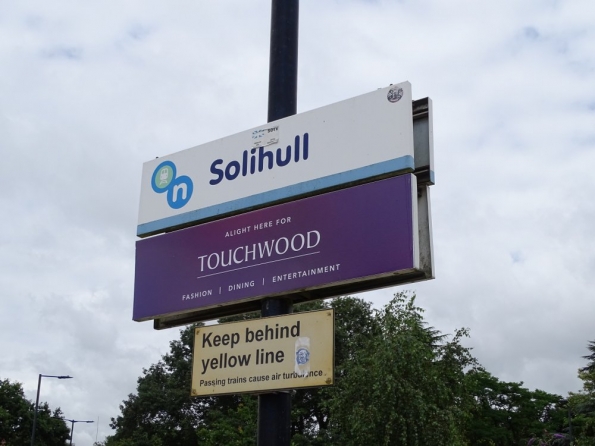 Solihull
n
ALIGHT HERE FOR
TOUCHWOOD
FASHION | DINING | ENTERTAINMENT
Keep behind
yellow line
Passing trains cause air turbulence